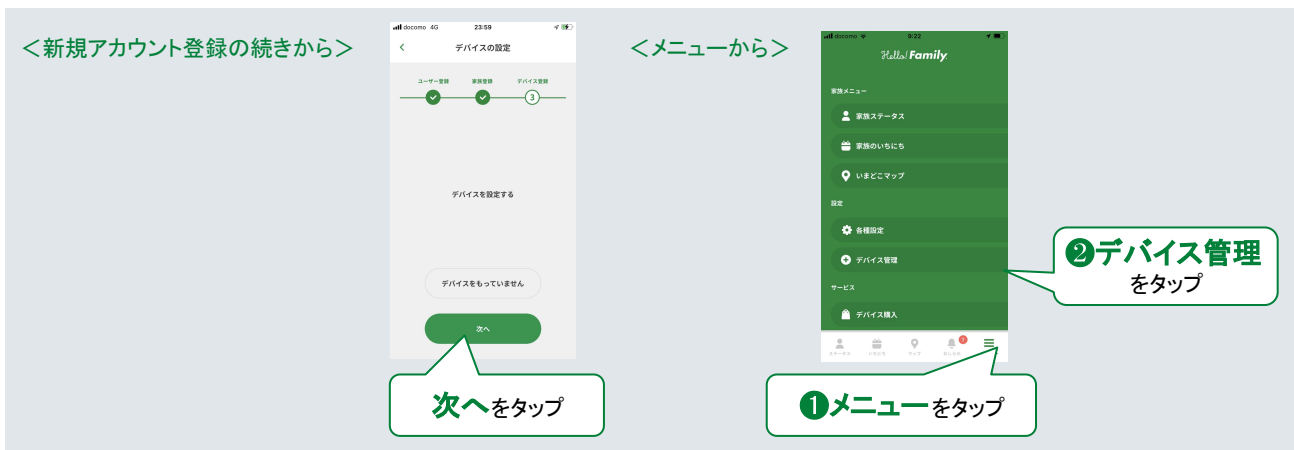 ＜新規アカウント登録の続きから＞
docomo 4G 23:59
デバイスの設定
ユーザー登録 家族登録 デバイス登録
3
デバイスを設定する
デバイスをもっていません
次へ
次へをタップ
＜メニューから＞
docomo 9:22
Hello! Family.
家族メニュー
家族ステータス
家族のいちにち
いまどこマップ
設定
各種設定
デバイス管理
サービス
デバイス購入
ステータス いちにち マップ おしらせ
❶メニューをタップ
❷デバイス管理
をタップ